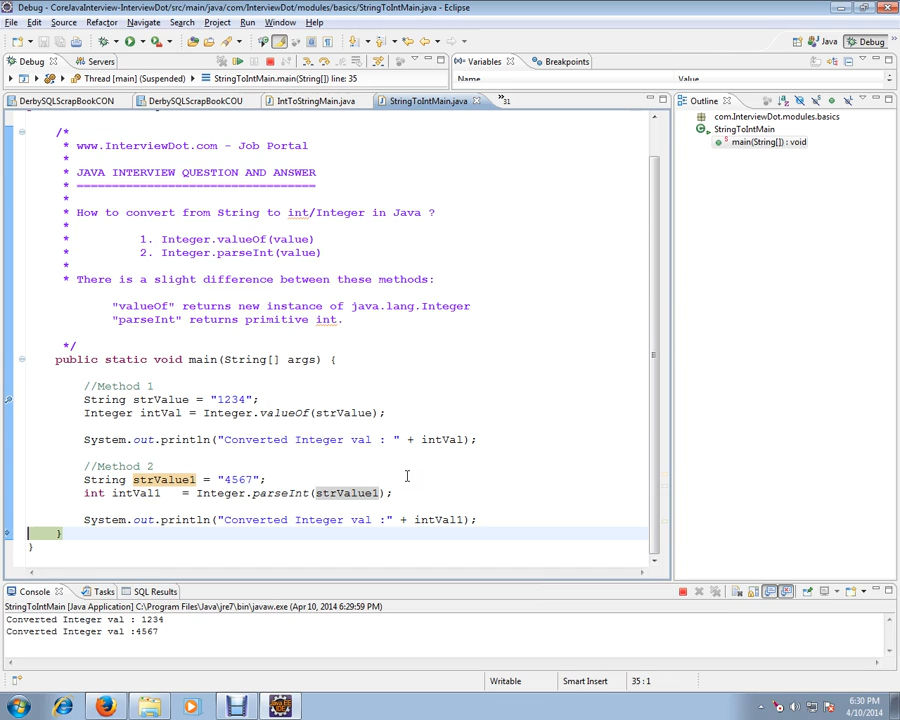 Debug - CoreJavaInterview-InterviewDot/src/main/java/com/InterviewDot/modules/basics/StringToIntMain.java - Eclipse
File Edit Source Refactor Navigate Search Project Run Window Help
Java Debug
Debug Servers
Variables Breakpoints
Thread [main] (Suspended) StringToIntMain.main(String[]) line: 35
Name Value
DerbySQLScrapBookCON DerbySQLScrapBookCOU IntToStringMain.java StringToIntMain.java »31
Outline
com.InterviewDot.modules.basics
StringToIntMain
main(String[]) : void
/*
* www.InterviewDot.com - Job Portal
*
* JAVA INTERVIEW QUESTION AND ANSWER
* ==================================
*
* How to convert from String to int/Integer in Java ?
*
* 1. Integer.valueOf(value)
* 2. Integer.parseInt(value)
*
* There is a slight difference between these methods:
"valueOf" returns new instance of java.lang.Integer
"parseInt" returns primitive int.
*/
public static void main(String[] args) {
//Method 1
String strValue = "1234";
Integer intVal = Integer.valueOf(strValue);
System.out.println("Converted Integer val : " + intVal);
//Method 2
String strValue1 = "4567";
int intVal1 = Integer.parseInt(strValue1);
System.out.println("Converted Integer val :" + intVal1);
}
}
Console Tasks SQL Results
StringToIntMain [Java Application] C:\Program Files\Java\jre7\bin\javaw.exe (Apr 10, 2014 6:29:59 PM)
Converted Integer val : 1234
Converted Integer val :4567
Writable Smart Insert 35 : 1
6:30 PM
4/10/2014